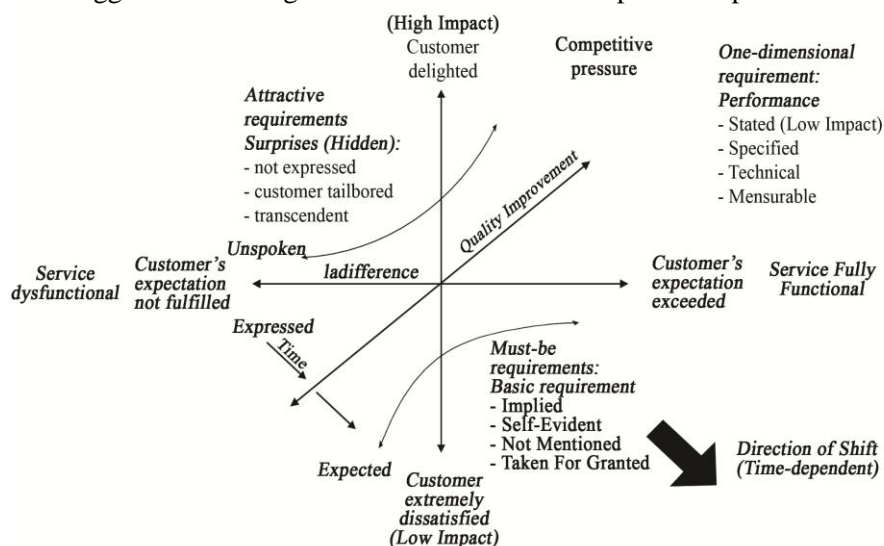 (High Impact)
Customer
delighted
Competitive
pressure
One-dimensional
requirement:
Performance
- Stated (Low Impact)
- Specified
- Technical
- Mensurable
Attractive
requirements
Surprises (Hidden):
- not expressed
- customer tailbored
- transcendent
Unspoken
Quality Improvement
Service
dysfunctional
Customer's
expectation
not fulfilled
ladifference
Customer's
expectation
exceeded
Service Fully
Functional
Expressed
Time
Must-be
requirements:
Basic requirement
- Implied
- Self-Evident
- Not Mentioned
- Taken For Granted
Expected
Customer
extremely
dissatisfied
(Low Impact)
Direction of Shift
(Time-dependent)